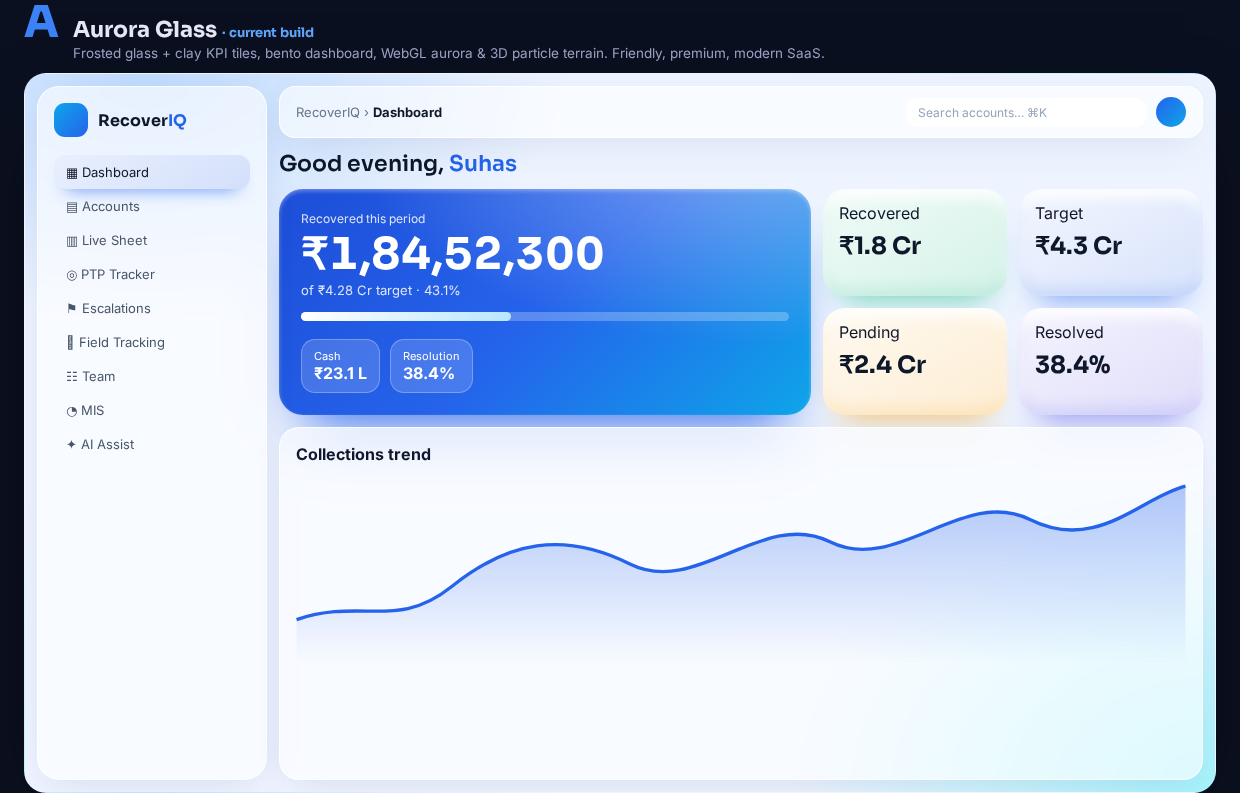 A
Aurora Glass · current build
Frosted glass + clay KPI tiles, bento dashboard, WebGL aurora & 3D particle terrain. Friendly, premium, modern SaaS.
RecoverIQ
▦ Dashboard
▤ Accounts
▥ Live Sheet
◎ PTP Tracker
⚑ Escalations
Field Tracking
☷ Team
◔ MIS
✦ AI Assist
RecoverIQ › Dashboard
Search accounts… ⌘K
Good evening, Suhas
Recovered this period
₹1,84,52,300
of ₹4.28 Cr target · 43.1%
Cash
₹23.1 L
Resolution
38.4%
Recovered
₹1.8 Cr
Target
₹4.3 Cr
Pending
₹2.4 Cr
Resolved
38.4%
Collections trend